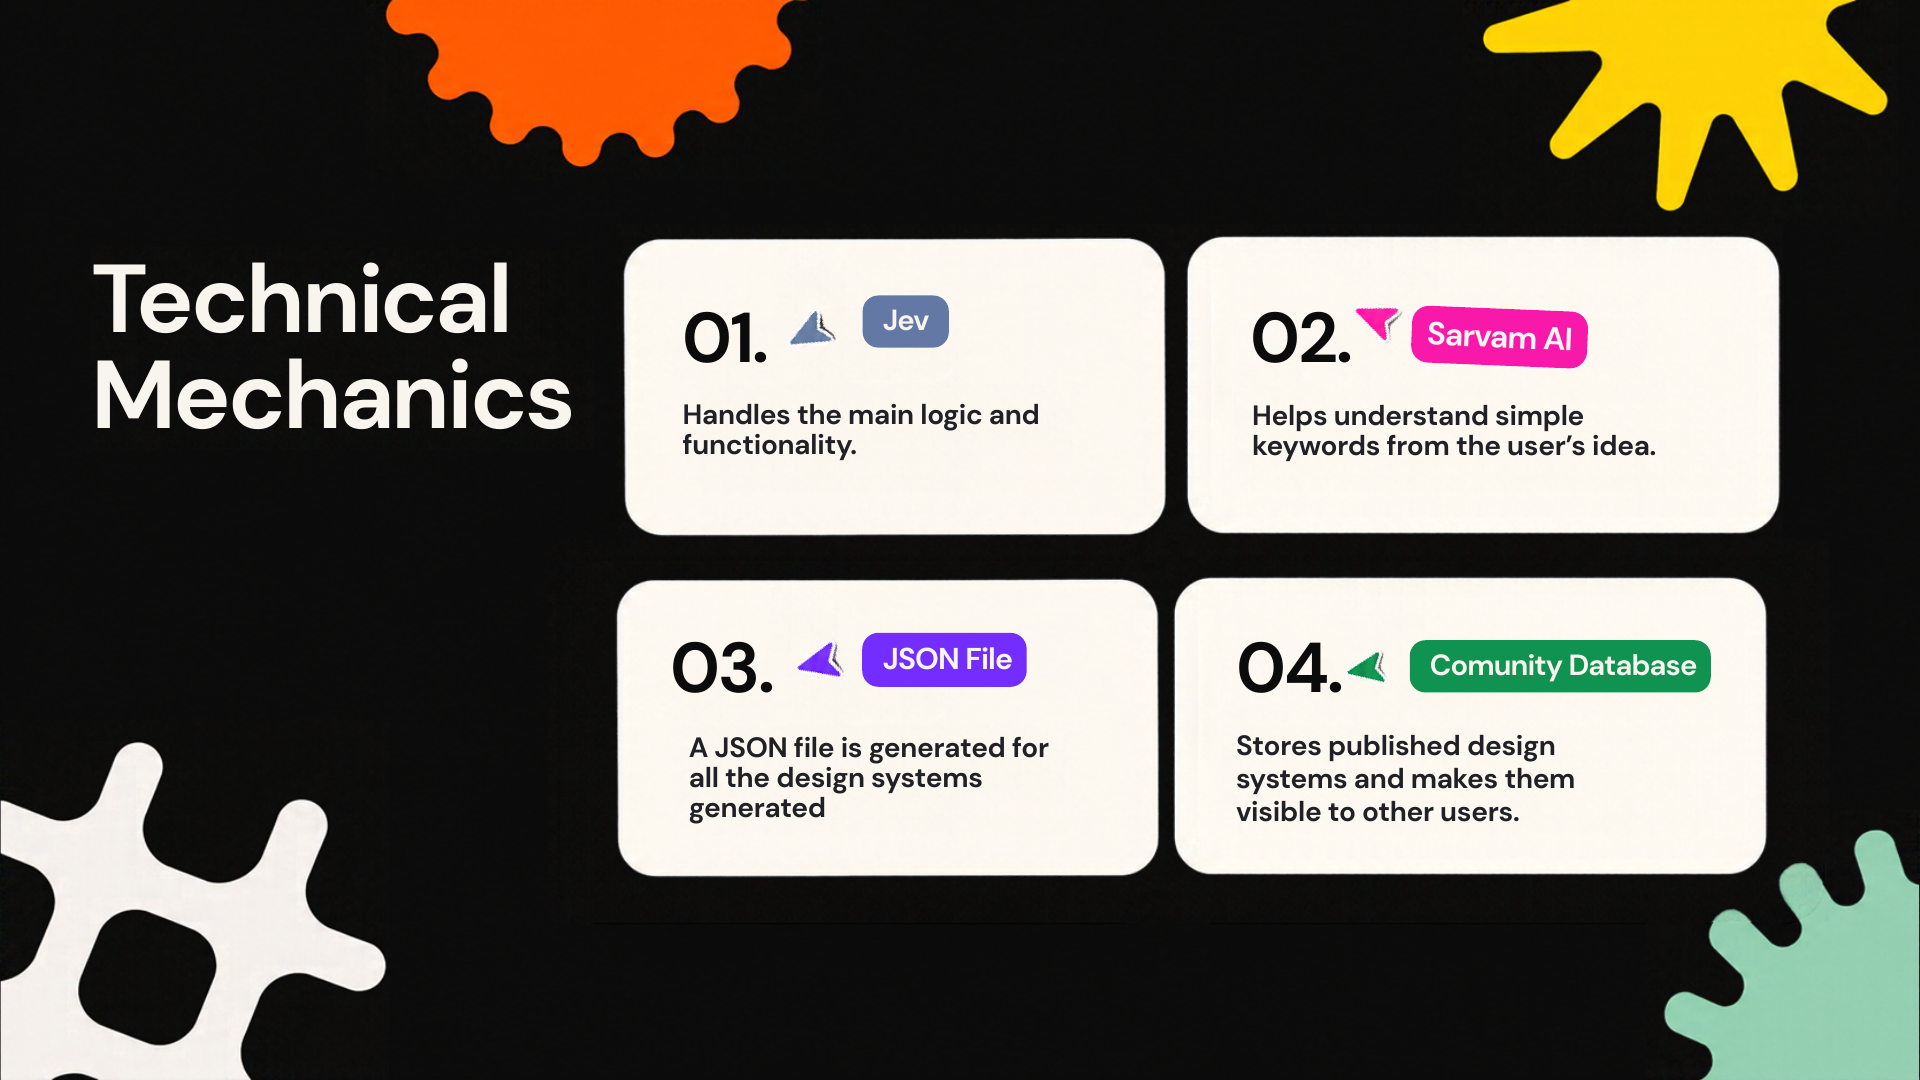 Technical
Mechanics
01.
Jev
Handles the main logic and
functionality.
02.
Sarvam AI
Helps understand simple
keywords from the user’s idea.
03.
JSON File
A JSON file is generated for
all the design systems
generated
04.
Comunity Database
Stores published design
systems and makes them
visible to other users.